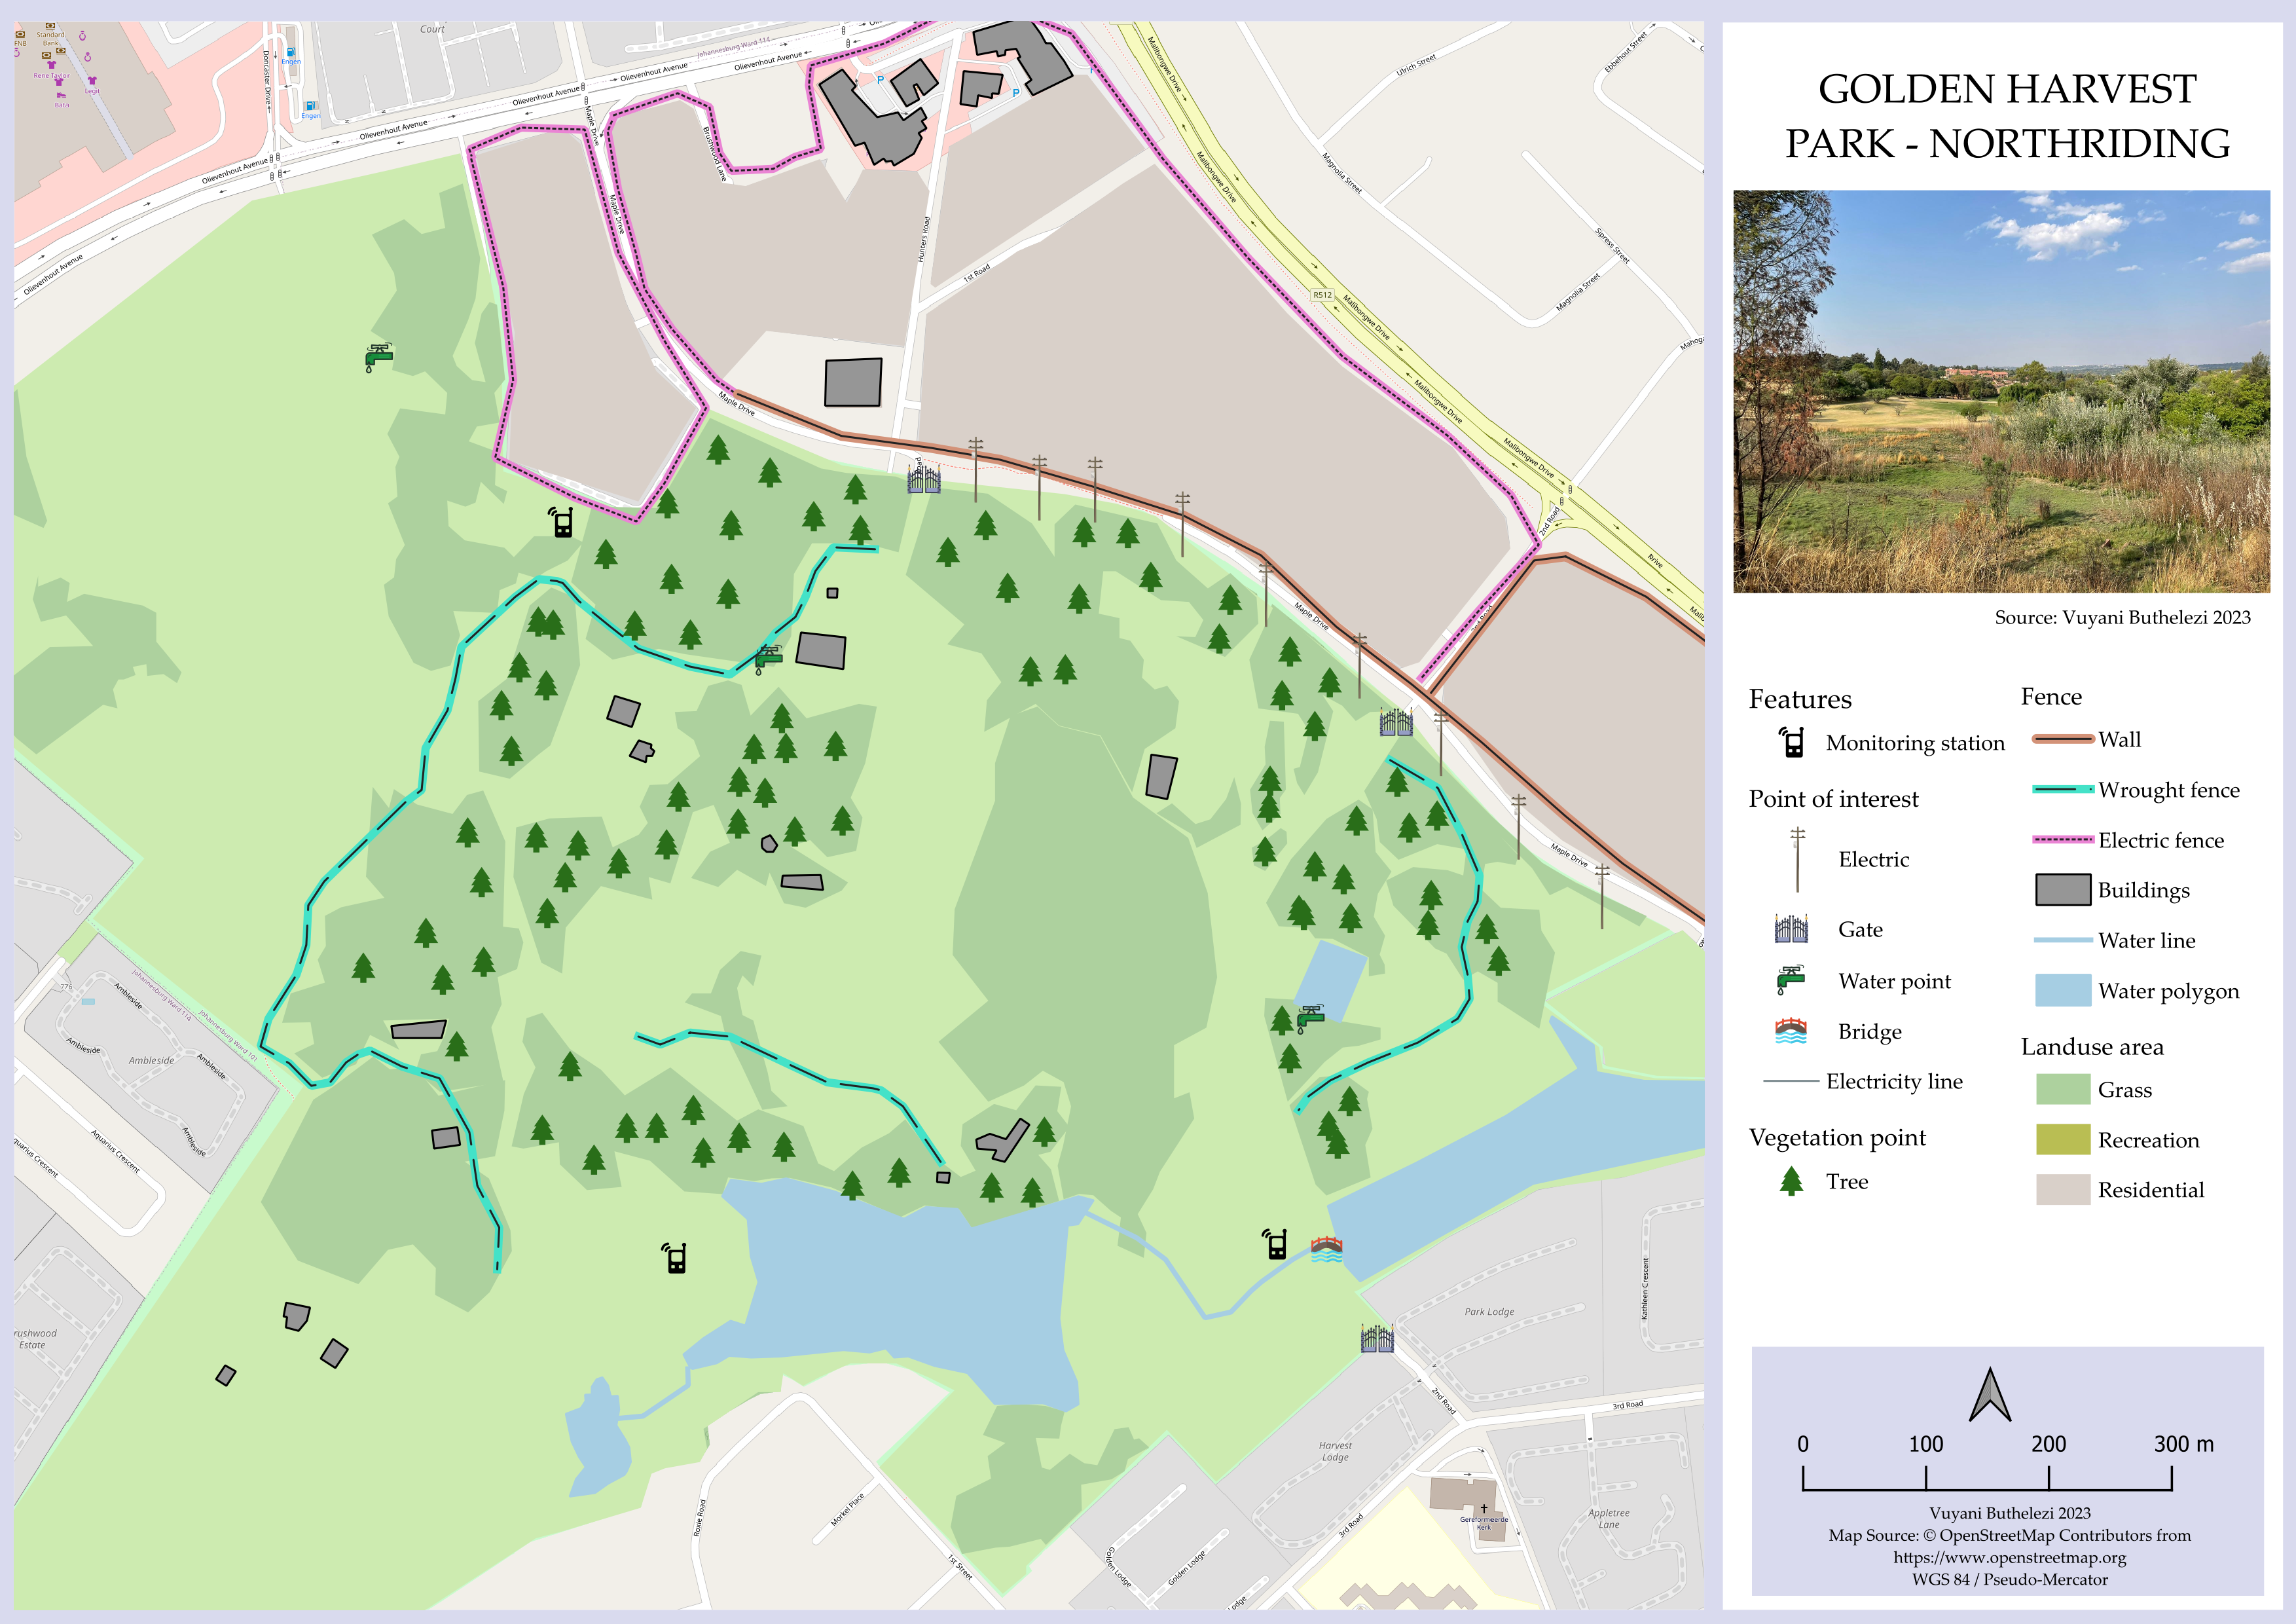 GOLDEN HARVEST
PARK - NORTHRIDING
Source: Vuyani Buthelezi 2023
Features
Monitoring station
Point of interest
Electric
Gate
Water point
Bridge
Electricity line
Vegetation point
Tree
Fence
Wall
Wrought fence
Electric fence
Buildings
Water line
Water polygon
Landuse area
Grass
Recreation
Residential
0 100 200 300 m
Vuyani Buthelezi 2023
Map Source: © OpenStreetMap Contributors from
https://www.openstreetmap.org
WGS 84 / Pseudo-Mercator
FNB
Standard
Bank
Rene Taylor
Legit
Bata
Engen
Engen
Doncaster Drive
Court
Johannesburg Ward 114
Olievenhout Avenue
Olievenhout Avenue
Olievenhout Avenue
Olievenhout Avenue
Olievenhout Avenue
Olievenhout Avenue
Maple Drive
Maple Drive
Brushwood Lane
P
P
Hunters Road
1st Road
Malibongwe Drive
Malibongwe Drive
R512
Malibongwe Drive
Malibongwe Drive
Malibongwe Drive
Drive
Ulrich Street
Ebbehout Street
Magnolia Street
Sipress Street
Magnolia Street
Maple Drive
2nd Road
Maple Drive
Maple Drive
776
Ambleside
Johannesburg Ward 114
Johannesburg Ward 101
Ambleside
Ambleside
Ambleside
Ambleside
Aquarius Crescent
Park Lodge
Kathleen Crescent
2nd Road
3rd Road
Harvest
Lodge
3rd Road
Gereformeerde
Kerk
Appletree
Lane
Roxie Road
Morkel Place
1st Street
Golden Lodge
Golden Lodge
Estate